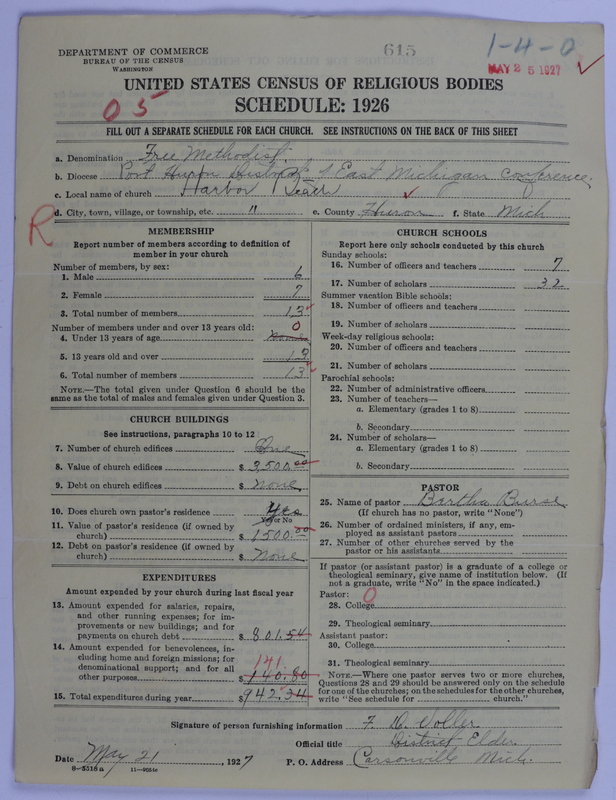 615
1-4-0
MAY 25 1927
DEPARTMENT OF COMMERCE
BUREAU OF THE CENSUS
WASHINGTON
UNITED STATES CENSUS OF RELIGIOUS BODIES
05
SCHEDULE: 1926
FILL OUT A SEPARATE SCHEDULE FOR EACH CHURCH. SEE INSTRUCTIONS ON THE BACK OF THIS SHEET
a. Denomination Free Methodist.
b. Diocese Port Huron District of East Michigan Conference.
c. Local name of church Harbor Beach
d. City, town, village, or township, etc. " e. County Huron f. State Mich
R
MEMBERSHIP
Report number of members according to definition of
member in your church
Number of members, by sex:
1. Male 6
2. Female 7
3. Total number of members 13
Number of members under and over 13 years old: 0
4. Under 13 years of age None
5. 13 years old and over 13
6. Total number of members 13
NOTE.—The total given under Question 6 should be
same as the total of males and females given under Question 3.
CHURCH BUILDINGS
See instructions, paragraphs 10 to 12
7. Number of church edifices One
8. Value of church edifices $ 3500.00
9. Debt on church edifices $ None
10. Does church own pastor's residence? Yes
Yes or No
11. Value of pastor's residence (if owned by
church) $ 1500.00
12. Debt on pastor's residence (if owned by
church) $ None
EXPENDITURES
Amount expended by your church during last fiscal year
13. Amount expended for salaries, repairs,
and other running expenses; for im-
provements or new buildings; and for
payments on church debt $ 801.54
14. Amount expended for benevolences, in-
cluding home and foreign missions; for
denominational support; and for all
141
other purposes $ 140.80
15. Total expenditures during year $ 942.34
CHURCH SCHOOLS
Report here only schools conducted by this church
Sunday schools:
16. Number of officers and teachers 7
17. Number of scholars 32
Summer vacation Bible schools:
18. Number of officers and teachers
19. Number of scholars
Week-day religious schools:
20. Number of officers and teachers
21. Number of scholars
Parochial schools:
22. Number of administrative officers
23. Number of teachers—
a. Elementary (grades 1 to 8)
b. Secondary
24. Number of scholars—
a. Elementary (grades 1 to 8)
b. Secondary
PASTOR
25. Name of pastor Bertha
(If church has no pastor, write "None")
26. Number of ordained ministers, if any, em-
ployed as assistant pastors
27. Number of other churches served by the
pastor or his assistants
If pastor (or assistant pastor) is a graduate of a college or
theological seminary, give name of institution below. (If
not a graduate, write "No" in the space indicated.)
Pastor: 0
28. College
29. Theological seminary
Assistant pastor:
30. College
31. Theological seminary
NOTE.—Where one pastor serves two or more churches,
Questions 28 and 29 should be answered only on the schedule
for one of the churches; on the schedules for the other churches,
write "See schedule for church."
Signature of person furnishing information F. D. Soller
Official title District Elder
Date May 21, 1927 P. O. Address Carsonville Mich.
8-5518a 11-9554